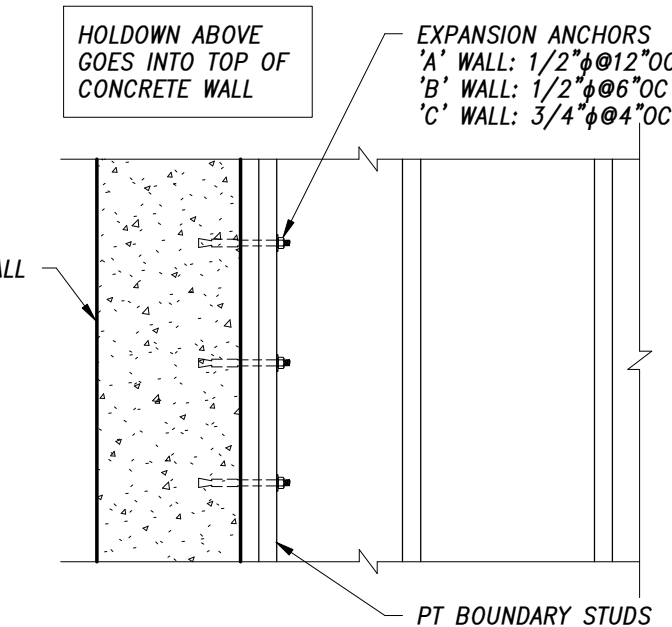 HOLDOWN ABOVE
GOES INTO TOP OF
CONCRETE WALL
EXPANSION ANCHORS
'A' WALL: 1/2"ϕ@12"OC
'B' WALL: 1/2"ϕ@6"OC
'C' WALL: 3/4"ϕ@4"OC
PT BOUNDARY STUDS